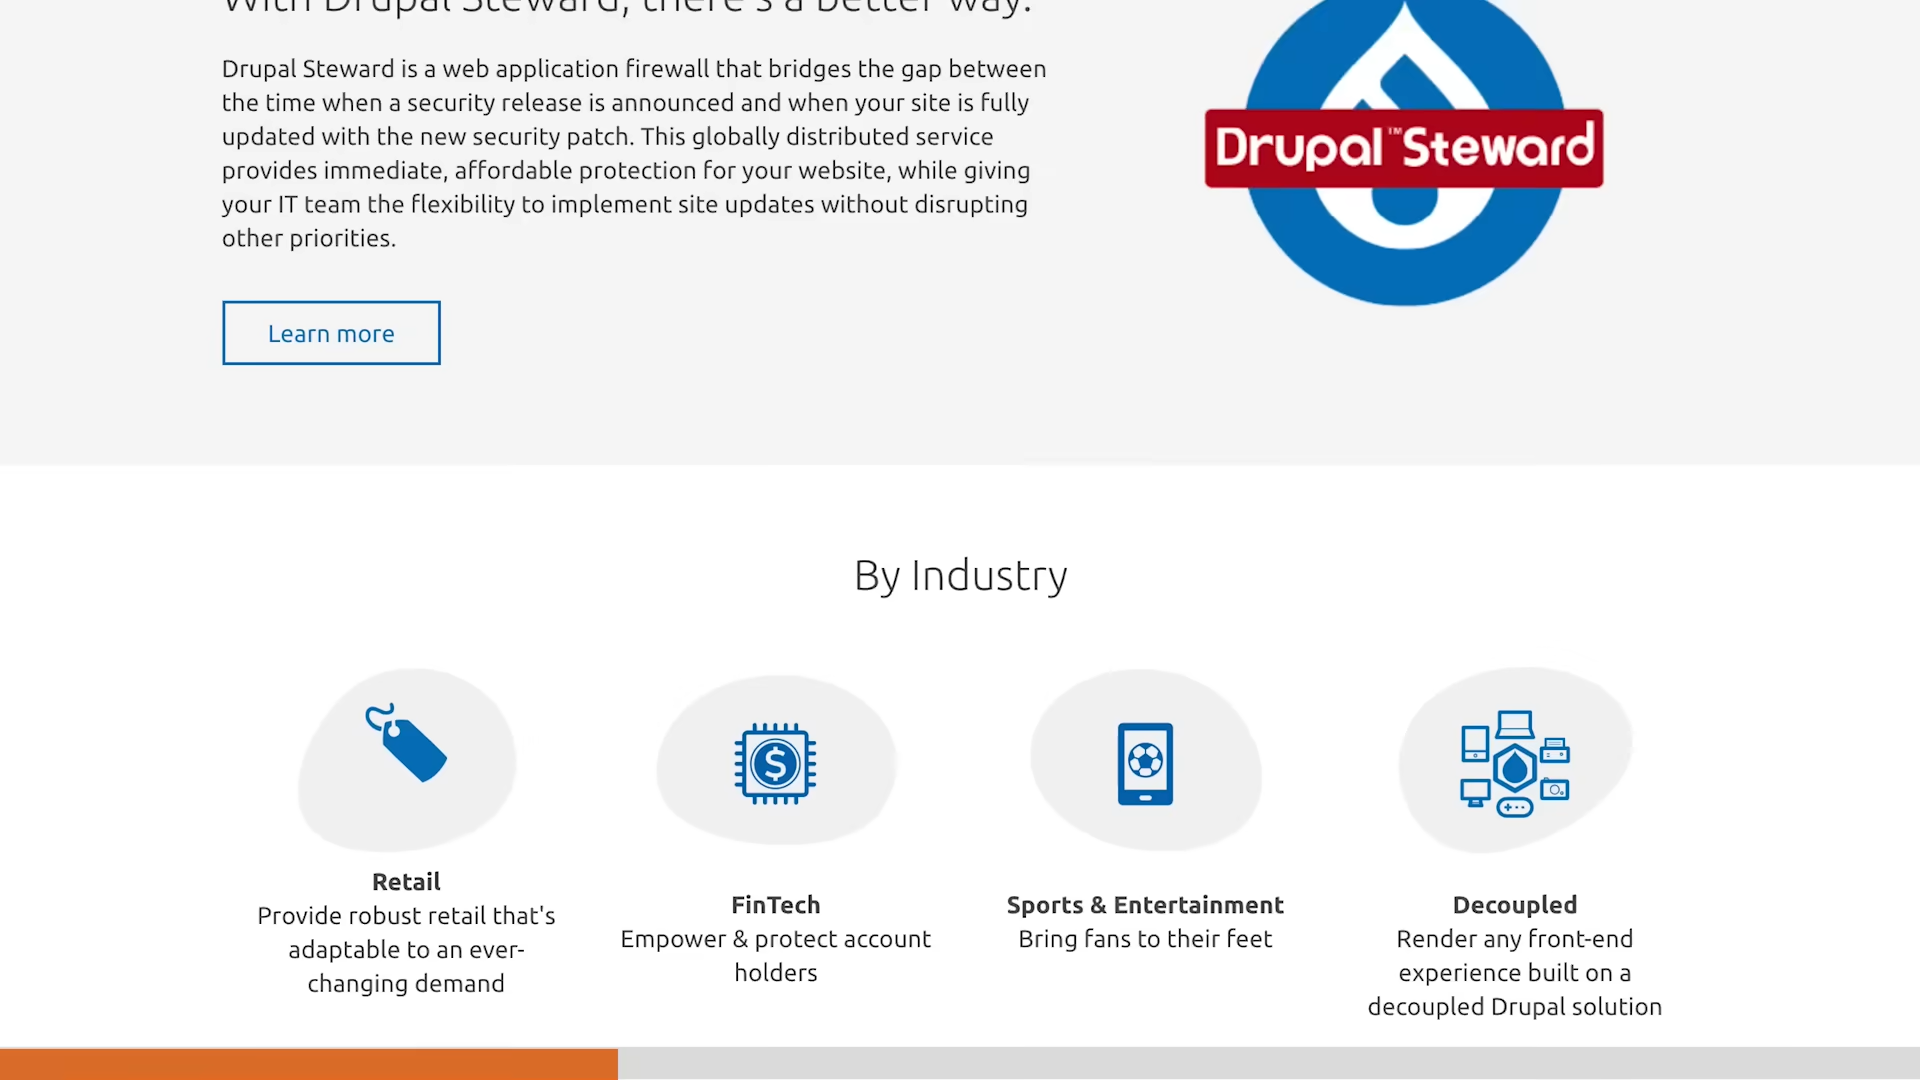 With Drupal Steward, there's a better way.
Drupal Steward is a web application firewall that bridges the gap between
the time when a security release is announced and when your site is fully
updated with the new security patch. This globally distributed service
provides immediate, affordable protection for your website, while giving
your IT team the flexibility to implement site updates without disrupting
other priorities.
Learn more
Drupal™Steward
By Industry
Retail
Provide robust retail that's
adaptable to an ever-
changing demand
FinTech
Empower & protect account
holders
Sports & Entertainment
Bring fans to their feet
Decoupled
Render any front-end
experience built on a
decoupled Drupal solution